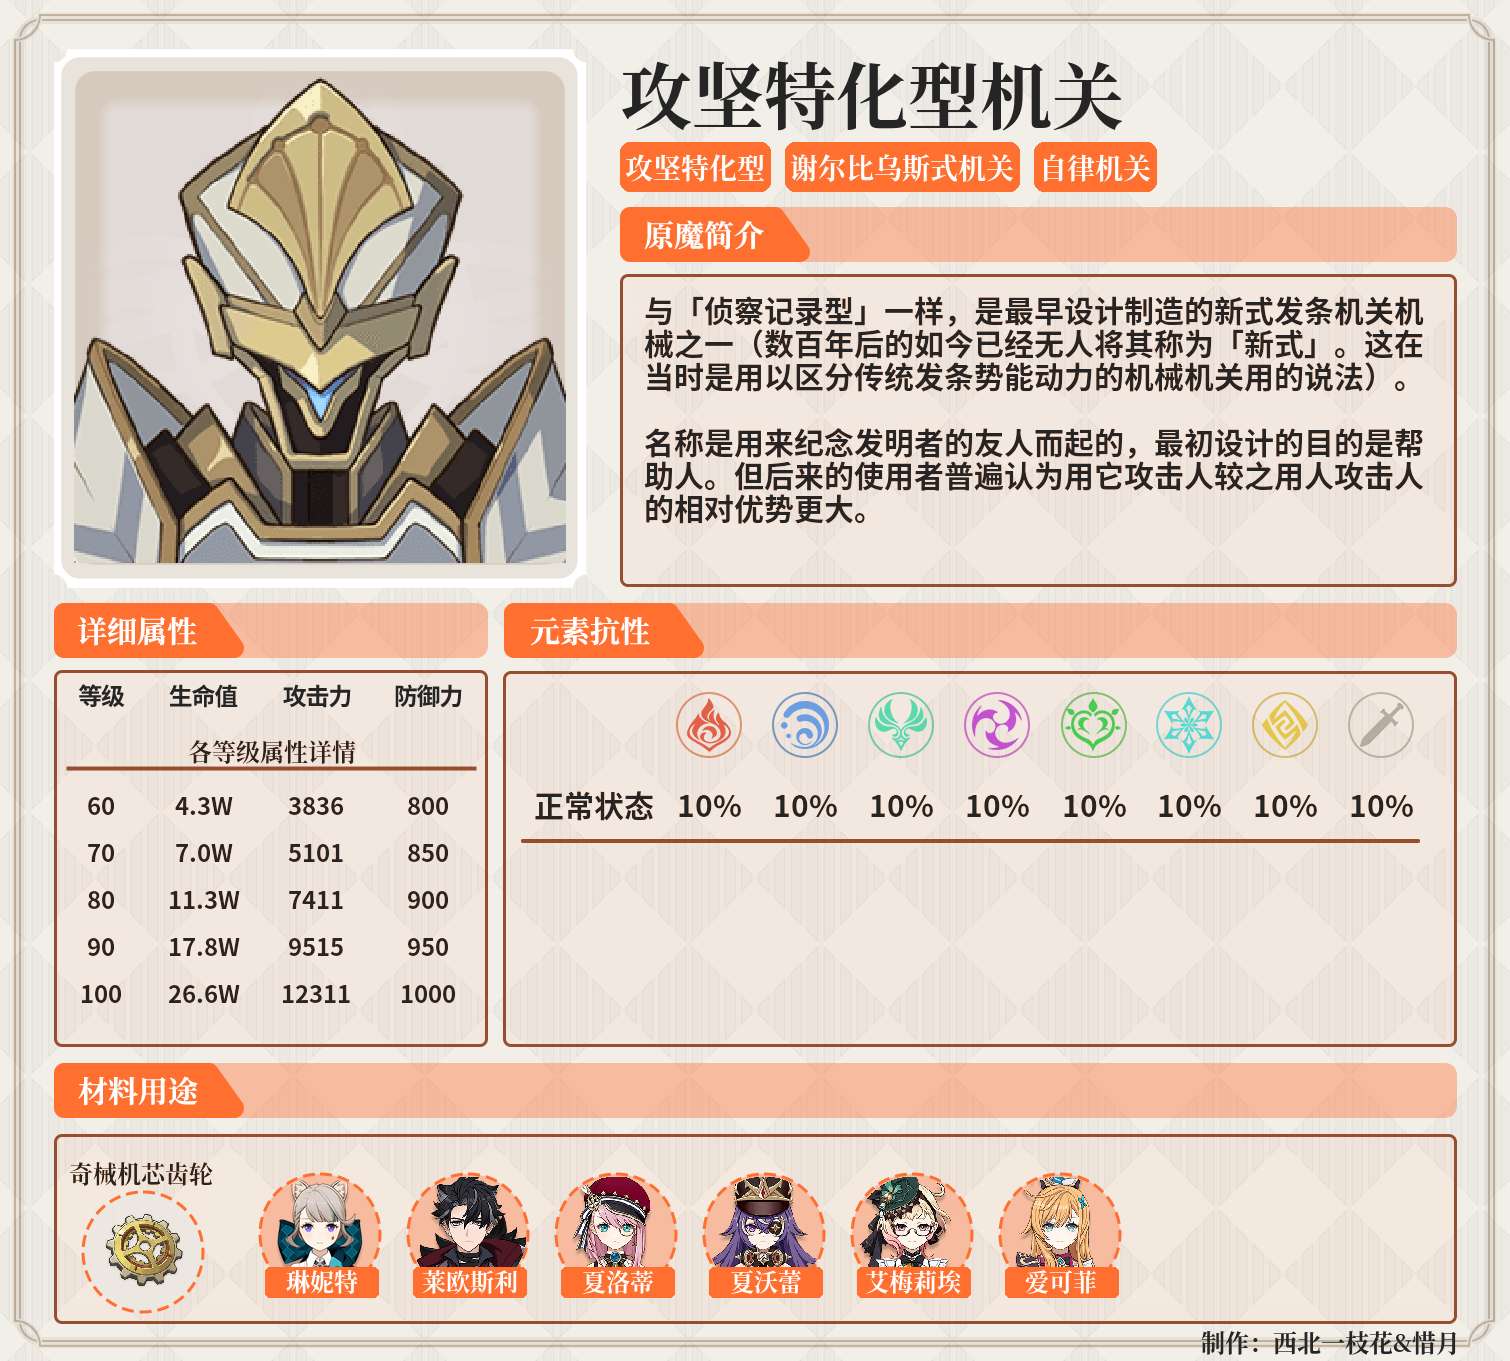 攻坚特化型机关
攻坚特化型 谢尔比乌斯式机关 自律机关
原魔简介
与「侦察记录型」一样，是最早设计制造的新式发条机关机
械之一（数百年后的如今已经无人将其称为「新式」。这在
当时是用以区分传统发条势能动力的机械机关用的说法）。
名称是用来纪念发明者的友人而起的，最初设计的目的是帮
助人。但后来的使用者普遍认为用它攻击人较之用人攻击人
的相对优势更大。
详细属性
等级 生命值 攻击力 防御力
各等级属性详情
60 4.3W 3836 800
70 7.0W 5101 850
80 11.3W 7411 900
90 17.8W 9515 950
100 26.6W 12311 1000
元素抗性
正常状态 10% 10% 10% 10% 10% 10% 10% 10%
材料用途
奇械机芯齿轮
琳妮特 莱欧斯利 夏洛蒂 夏沃蕾 艾梅莉埃 爱可菲
制作：西北一枝花&惜月